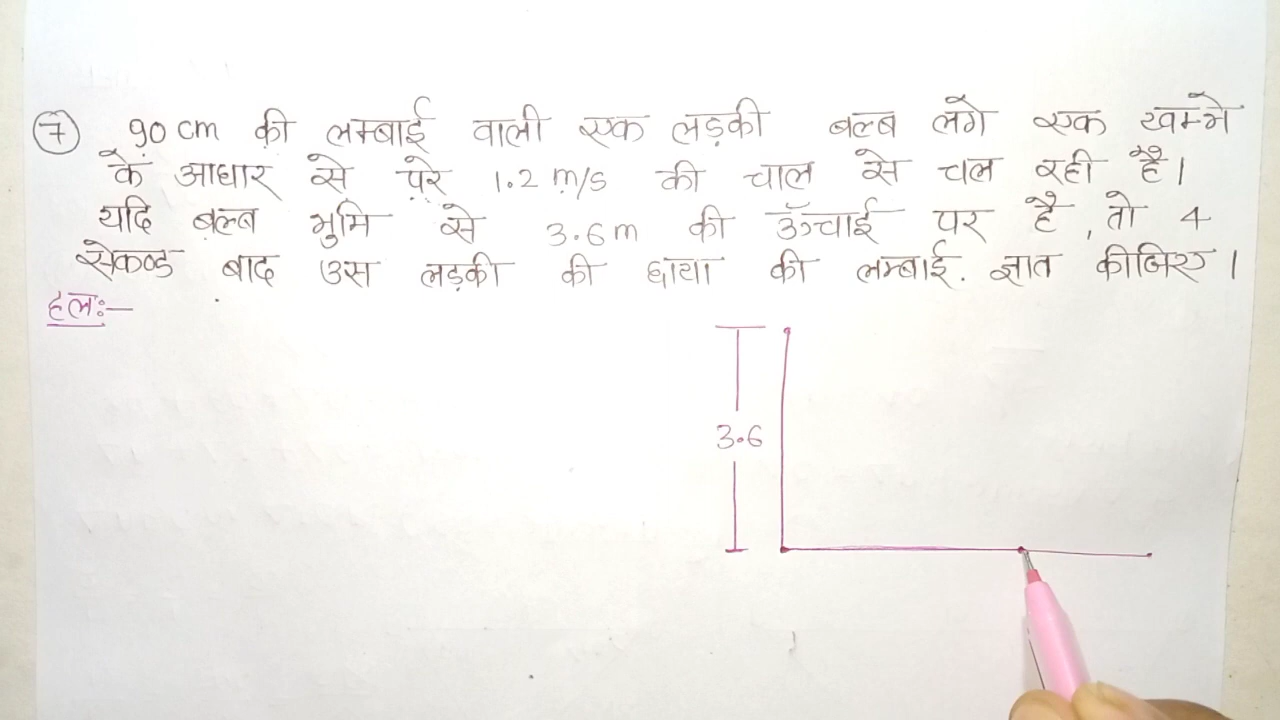 7 90 cm की लम्बाई वाली एक लड़की बल्ब लगे एक खम्भे
के आधार से परे 1.2 m/s की चाल से चल रही है।
यदि बल्ब भुमि से 3.6m की ऊँचाई पर है, तो 4
सेकण्ड बाद उस लड़की की छाया की लम्बाई. ज्ञात कीजिए।
हलः—
3.6